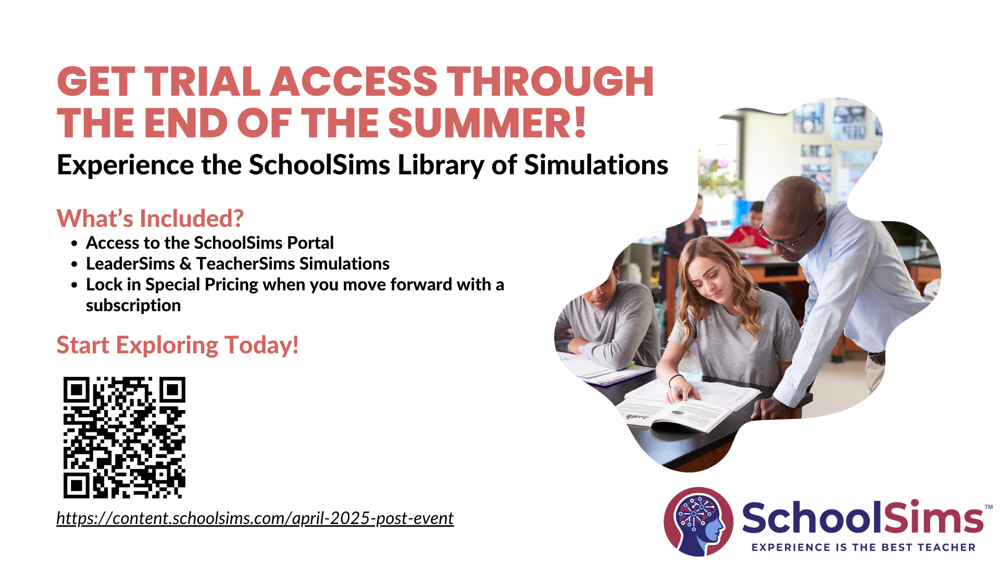 GET TRIAL ACCESS THROUGH
THE END OF THE SUMMER!
Experience the SchoolSims Library of Simulations
What's Included?
• Access to the SchoolSims Portal
• LeaderSims & TeacherSims Simulations
• Lock in Special Pricing when you move forward with a
subscription
Start Exploring Today!
https://content.schoolsims.com/april-2025-post-event
SchoolSims™
EXPERIENCE IS THE BEST TEACHER